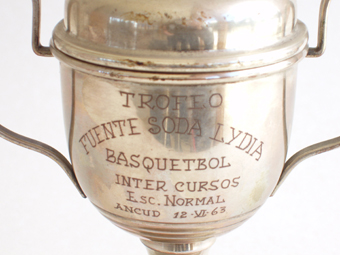 TROFEO
FUENTE SODA LYDIA
BASQUETBOL
INTER CURSOS
ESC. NORMAL
ANCUD 12-VI-63